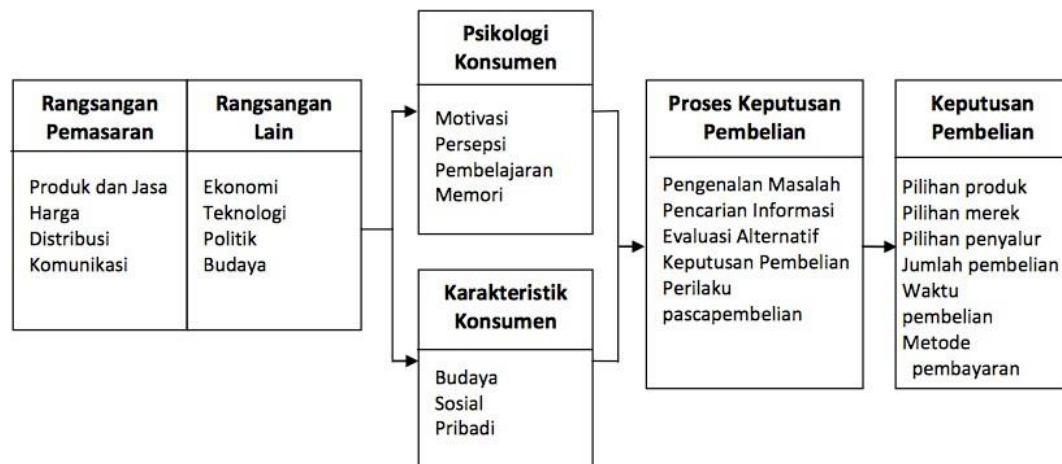 Rangsangan
Pemasaran
Produk dan Jasa
Harga
Distribusi
Komunikasi
Rangsangan
Lain
Ekonomi
Teknologi
Politik
Budaya
Psikologi
Konsumen
Motivasi
Persepsi
Pembelajaran
Memori
Karakteristik
Konsumen
Budaya
Sosial
Pribadi
Proses Keputusan
Pembelian
Pengenalan Masalah
Pencarian Informasi
Evaluasi Alternatif
Keputusan Pembelian
Perilaku
pascapembelian
Keputusan
Pembelian
Pilihan produk
Pilihan merek
Pilihan penyalur
Jumlah pembelian
Waktu
pembelian
Metode
pembayaran